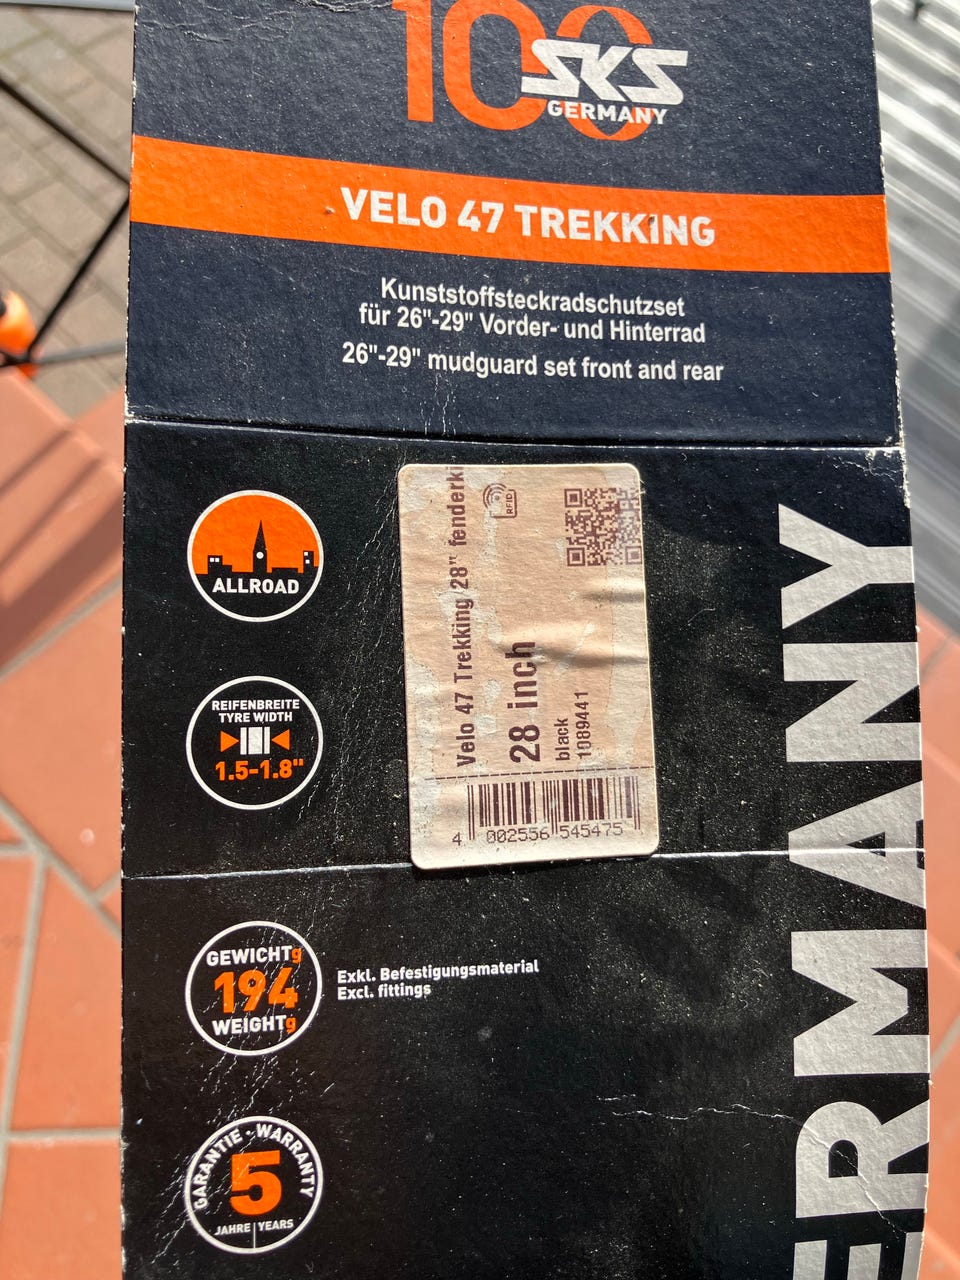 100
SKS
GERMANY
VELO 47 TREKKING
Kunststoffsteckradschutzset
für 26"-29" Vorder- und Hinterrad
26"-29" mudguard set front and rear
ALLROAD
REIFENBREITE
TYRE WIDTH
1.5-1.8"
Velo 47 Trekking 28" fenderki
28 inch
black
1089441
RFID
4 002556 545475
GEWICHTg
194
WEIGHTg
Exkl. Befestigungsmaterial
Excl. fittings
GARANTIE - WARRANTY
5
JAHRE | YEARS
ERMANY